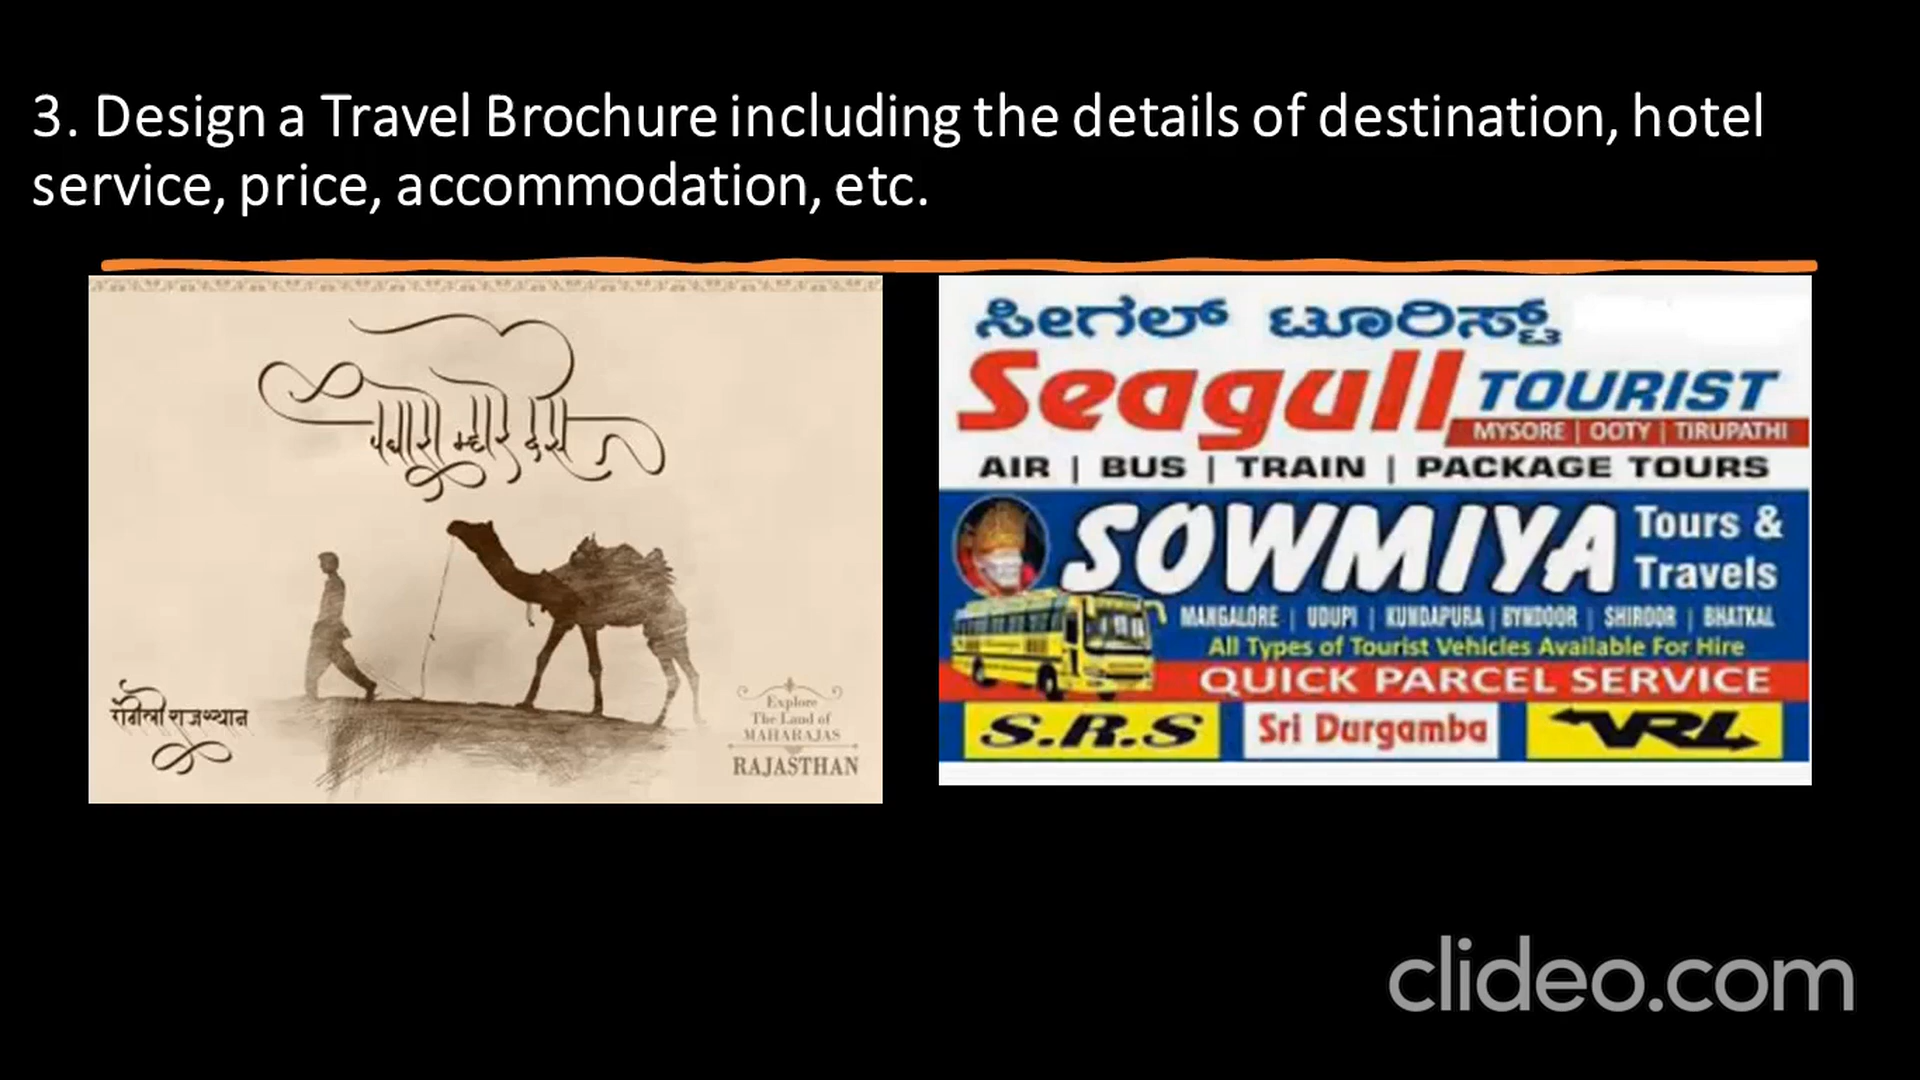 3. Design a Travel Brochure including the details of destination, hotel
service, price, accommodation, etc.
पधारो म्हारे देस
रंगीलो राजस्थान
Explore
The Land of
MAHARAJAS
RAJASTHAN
ಸೀಗಲ್ ಟೂರಿಸ್ಟ್
Seagull TOURIST
MYSORE | OOTY | TIRUPATHI
AIR | BUS | TRAIN | PACKAGE TOURS
SOWMIYA Tours &
Travels
MANGALORE | UDUPI | KUNDAPURA | BYNDOOR | SHIROOR | BHATKAL
All Types of Tourist Vehicles Available For Hire
QUICK PARCEL SERVICE
S.R.S Sri Durgamba VRL
clideo.com